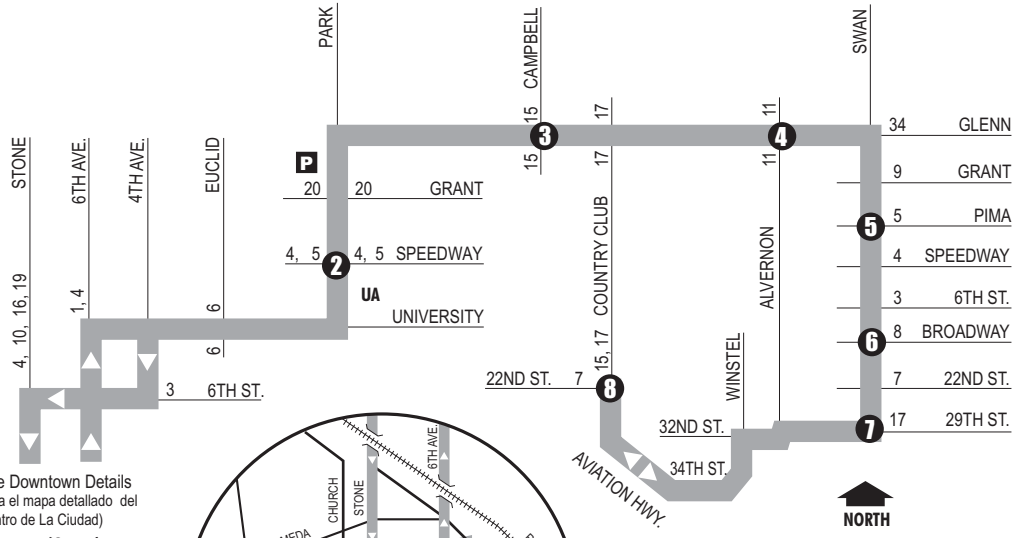 PARK
CAMPBELL
SWAN
15
17
11
3
4
34 GLENN
15
17
11
STONE
6TH AVE.
4TH AVE.
EUCLID
P
20 20 GRANT
9 GRANT
5
5 PIMA
4, 5
2
4, 5 SPEEDWAY
4 SPEEDWAY
COUNTRY CLUB
ALVERNON
UA
UNIVERSITY
4, 10, 16, 19
1, 4
6
6
3 6TH ST.
6
8 BROADWAY
15, 17
WINSTEL
3 6TH ST.
22ND ST. 7
8
7 22ND ST.
32ND ST.
7
17 29TH ST.
AVIATION HWY.
34TH ST.
NORTH
Downtown Details
el mapa detallado del
de La Ciudad)
CHURCH
STONE
6TH AVE.